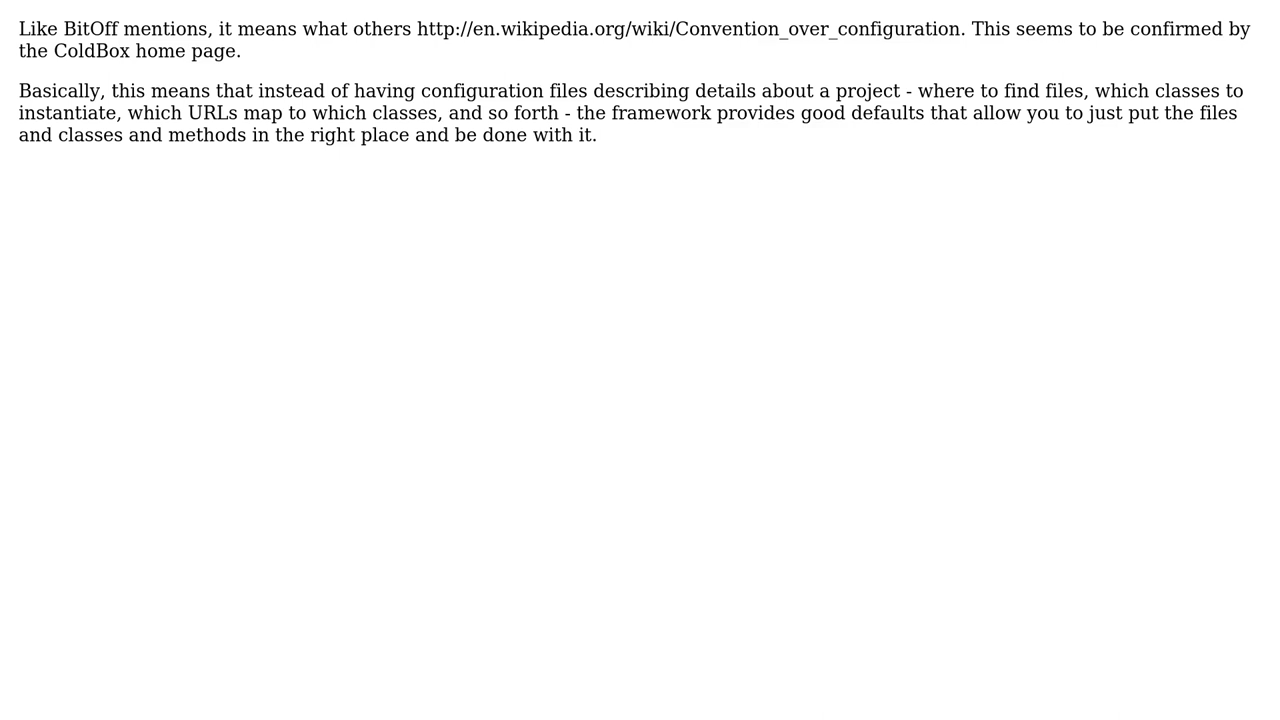 Like BitOff mentions, it means what others http://en.wikipedia.org/wiki/Convention_over_configuration. This seems to be confirmed by
the ColdBox home page.
Basically, this means that instead of having configuration files describing details about a project - where to find files, which classes to
instantiate, which URLs map to which classes, and so forth - the framework provides good defaults that allow you to just put the files
and classes and methods in the right place and be done with it.